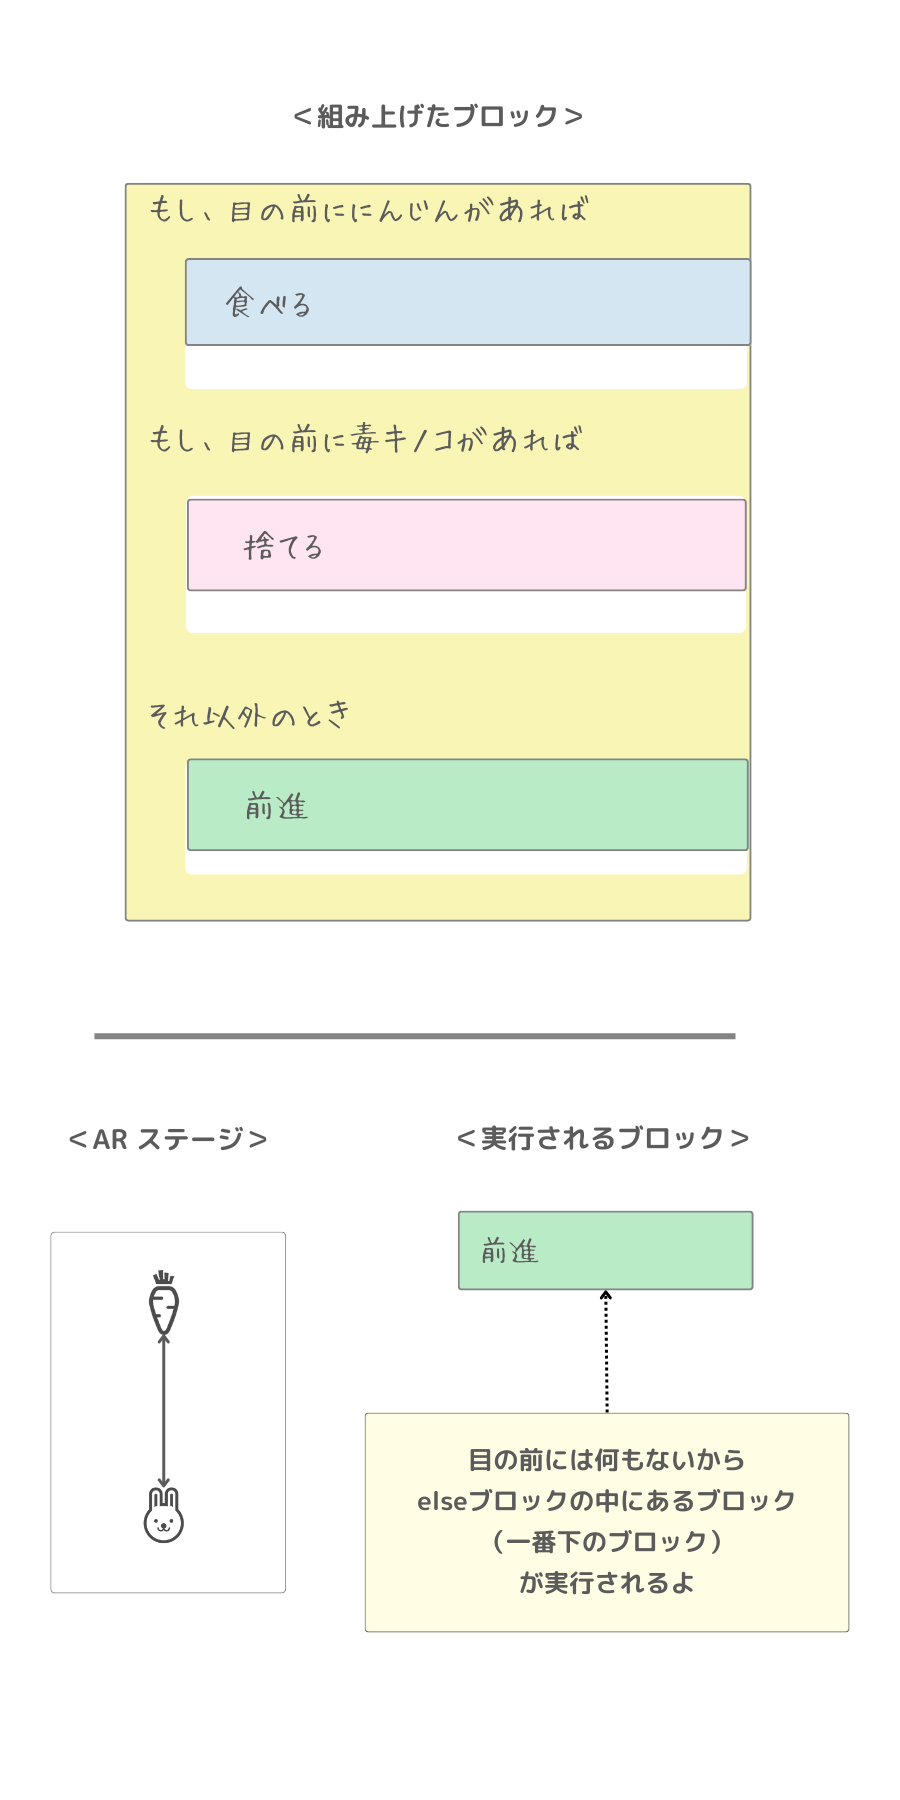 ＜組み上げたブロック＞
もし、目の前ににんじんがあれば
食べる
もし、目の前に毒キノコがあれば
捨てる
それ以外のとき
前進
＜AR ステージ＞
＜実行されるブロック＞
前進
目の前には何もないから
elseブロックの中にあるブロック
（一番下のブロック）
が実行されるよ